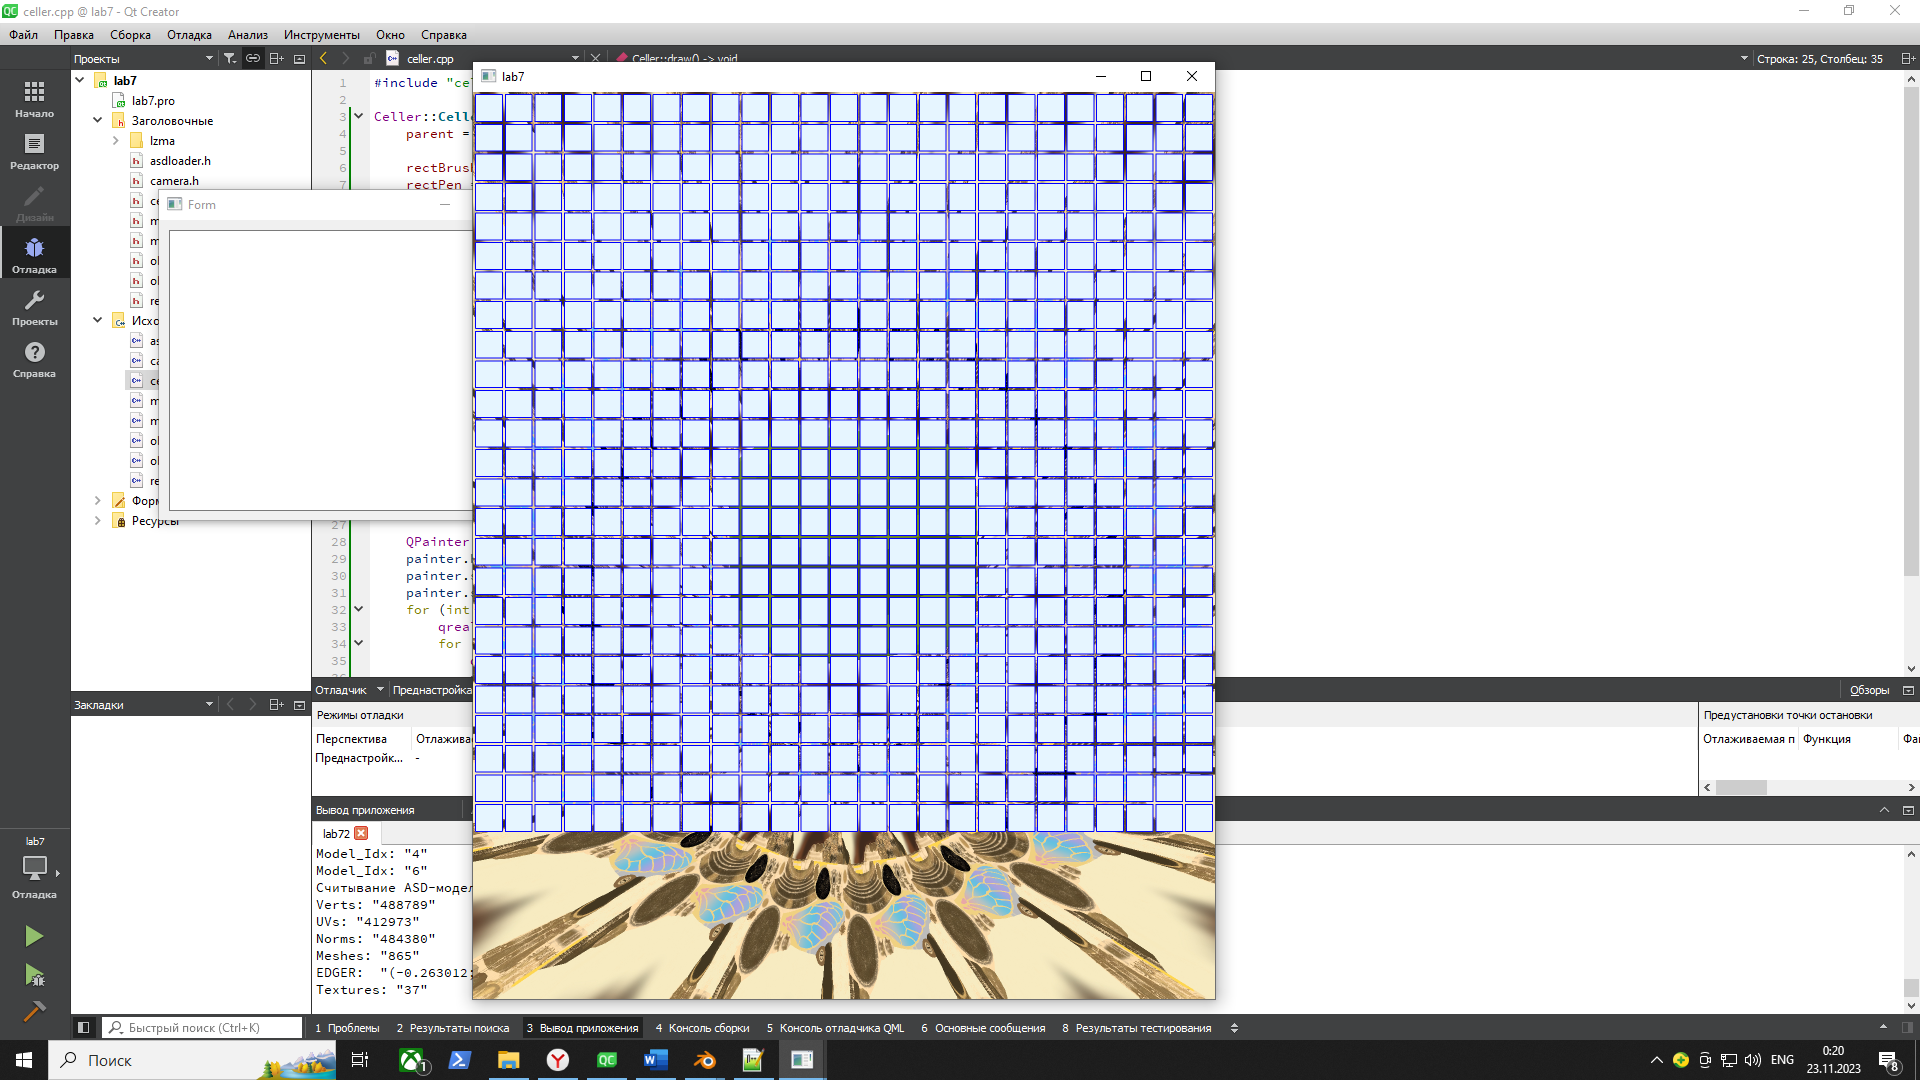 celler.cpp @ lab7 - Qt Creator
Файл Правка Сборка Отладка Анализ Инструменты Окно Справка
Проекты
celler.cpp
Celler::draw() -> void
Строка: 25, Столбец: 35
Начало
Редактор
Дизайн
Отладка
Проекты
Справка
lab7
lab7.pro
Заголовочные
lzma
asdloader.h
camera.h
Исхо
Ресурсы
Form
lab7
1 #include "ce
2
3 Celler::Celle
4 parent =
5
6 rectBrush
7 rectPen
27
28 QPainter
29 painter.
30 painter.s
31 painter.s
32 for (int
33 qrea
34 for
35
Закладки
Отладчик Преднастройка
Обзоры
Режимы отладки
Перспектива Отлажива
Преднастройк... -
Предустановки точки остановки
Отлаживаемая п Функция Фа
Вывод приложения
lab72
Model_Idx: "4"
Model_Idx: "6"
Считывание ASD-модел
Verts: "488789"
UVs: "412973"
Norms: "484380"
Meshes: "865"
EDGER: "(-0.263012;
Textures: "37"
lab7
Отладка
Быстрый поиск (Ctrl+K)
1 Проблемы 2 Результаты поиска 3 Вывод приложения 4 Консоль сборки 5 Консоль отладчика QML 6 Основные сообщения 8 Результаты тестирования
Поиск
1
ENG
0:20
23.11.2023
8